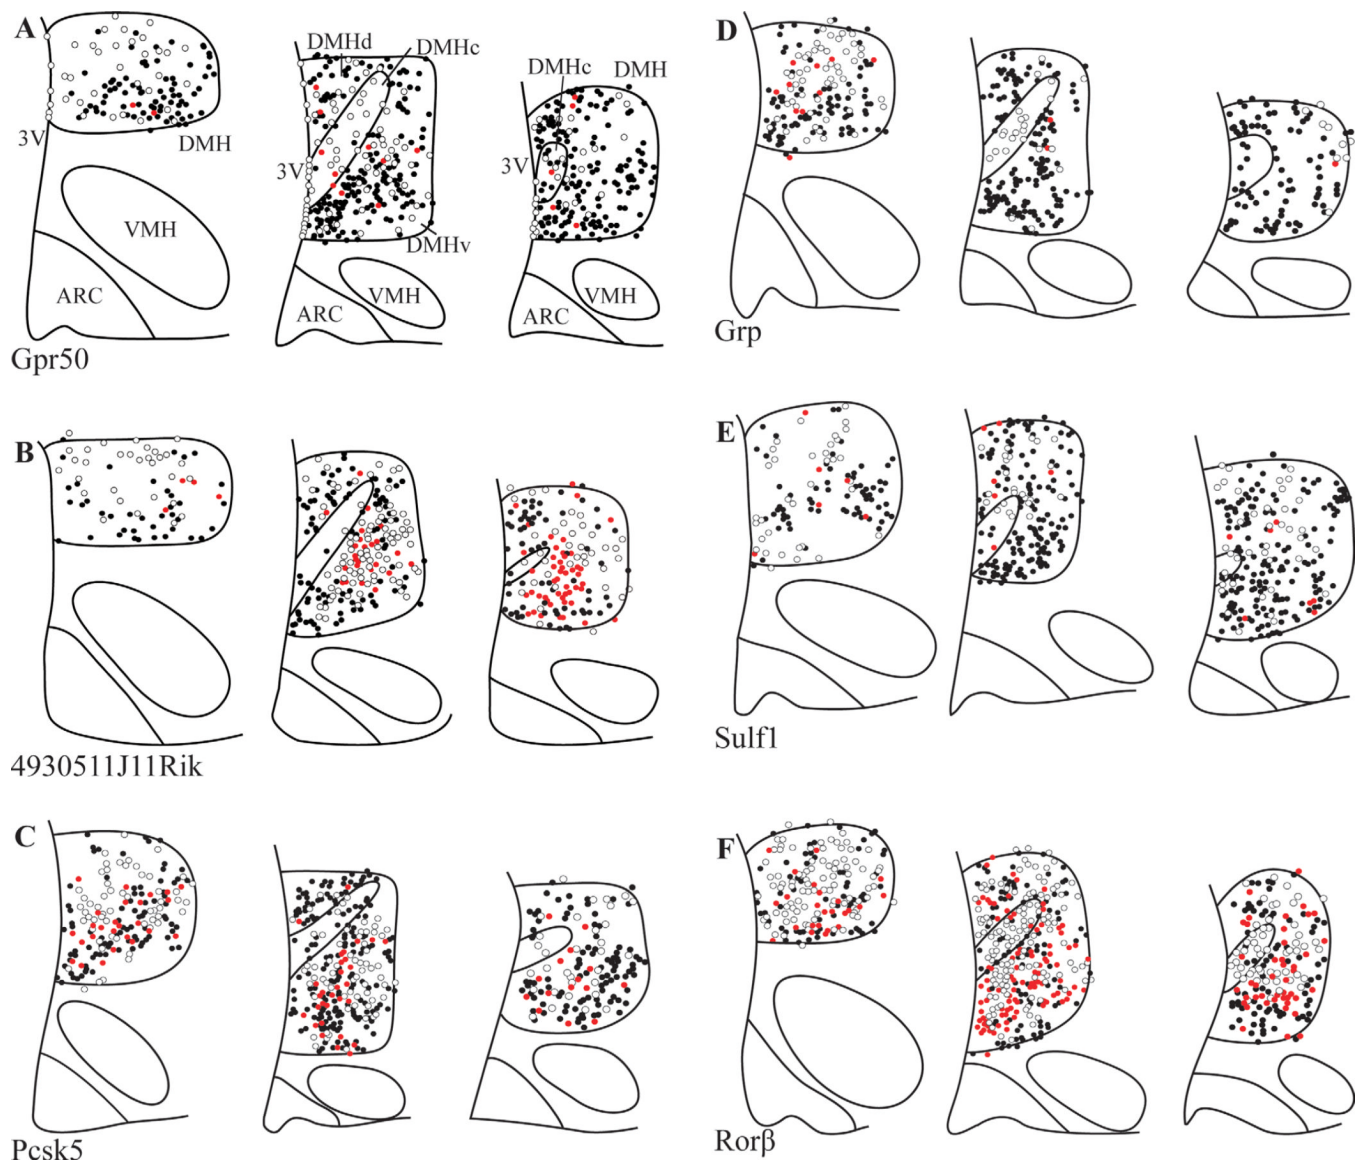 A
DMHd
DMHc
DMHc
DMH
3V
DMH
3V
3V
VMH
DMHv
ARC
VMH
ARC
VMH
ARC
Gpr50
D
Grp
B
4930511J11Rik
E
Sulf1
C
Pcsk5
F
Rorβ